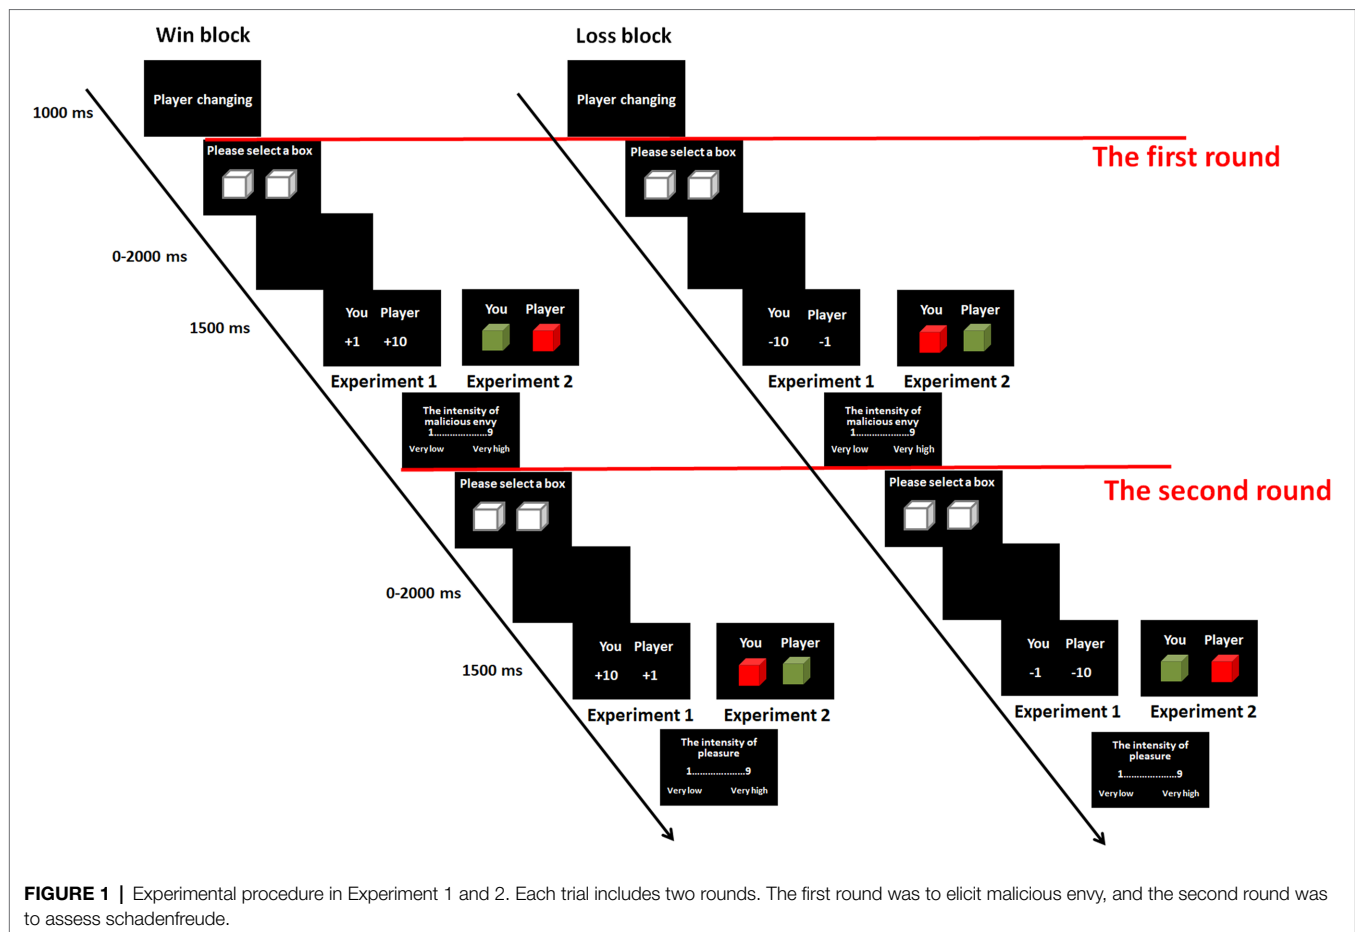 Win block
Loss block
Player changing
Player changing
1000 ms
The first round
Please select a box
Please select a box
0-2000 ms
1500 ms
You Player
+1 +10
You Player
You Player
-10 -1
You Player
Experiment 1
Experiment 2
Experiment 1
Experiment 2
The intensity of
malicious envy
1.................9
Very low Very high
The intensity of
malicious envy
1.................9
Very low Very high
The second round
Please select a box
Please select a box
0-2000 ms
1500 ms
You Player
+10 +1
You Player
You Player
-1 -10
You Player
Experiment 1
Experiment 2
Experiment 1
Experiment 2
The intensity of
pleasure
1.................9
Very low Very high
The intensity of
pleasure
1.................9
Very low Very high
FIGURE 1 | Experimental procedure in Experiment 1 and 2. Each trial includes two rounds. The first round was to elicit malicious envy, and the second round was
to assess schadenfreude.